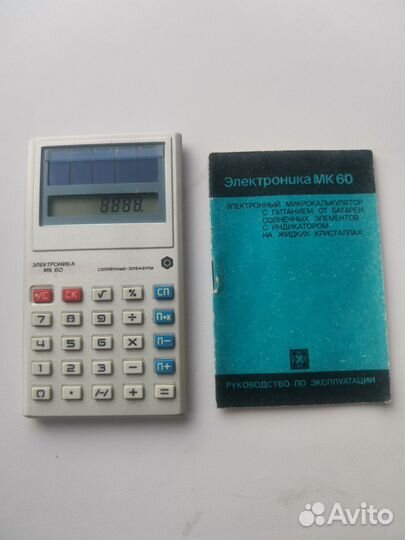 8888.
ЭЛЕКТРОНИКА
МК 60
СОЛНЕЧНЫЕ ЭЛЕМЕНТЫ
CK √ % СП
7 8 9 ÷ П×
4 5 6 X П−
1 2 3 − П+
0 · /−/ + =
Электроника МК 60
ЭЛЕКТРОННЫЙ МИКРОКАЛЬКУЛЯТОР
С ПИТАНИЕМ ОТ БАТАРЕИ
СОЛНЕЧНЫХ ЭЛЕМЕНТОВ
С ИНДИКАТОРОМ
НА ЖИДКИХ КРИСТАЛЛАХ.
РУКОВОДСТВО ПО ЭКСПЛУАТАЦИИ
Avito